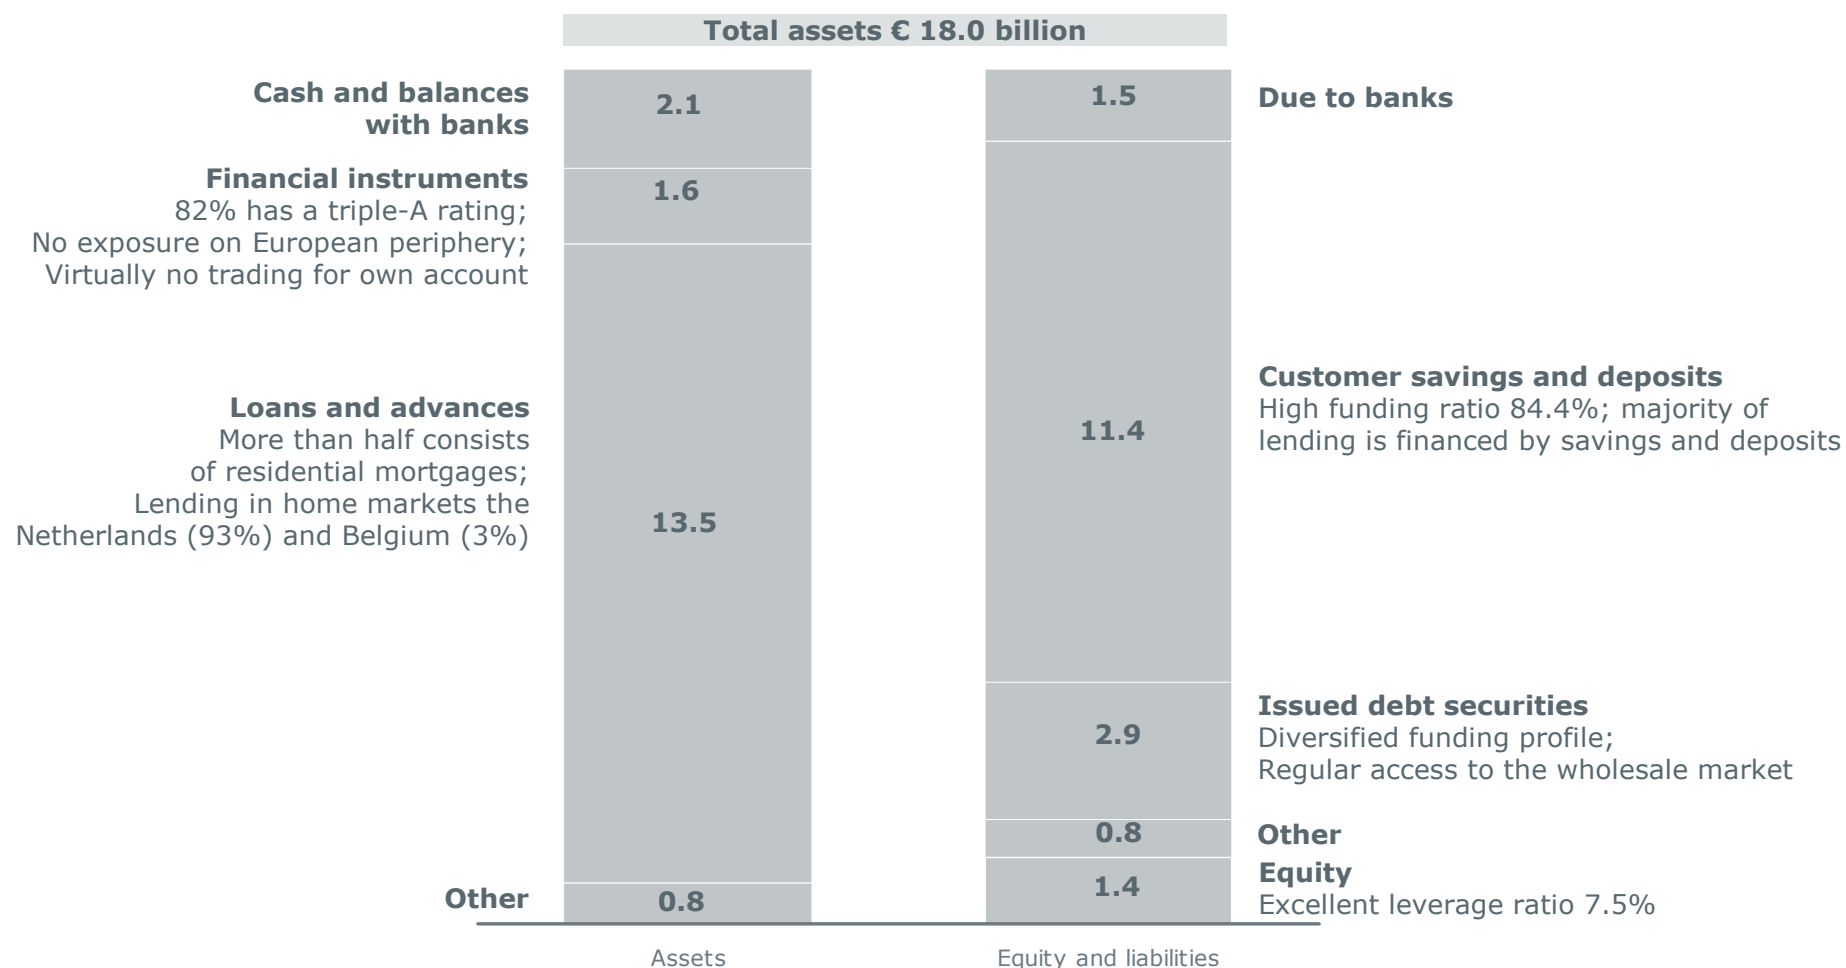 Total assets € 18.0 billion
Cash and balances
with banks
2.1
Financial instruments
82% has a triple-A rating;
No exposure on European periphery;
Virtually no trading for own account
1.6
Loans and advances
More than half consists
of residential mortgages;
Lending in home markets the
Netherlands (93%) and Belgium (3%)
13.5
Other
0.8
Assets
1.5
Due to banks
11.4
Customer savings and deposits
High funding ratio 84.4%; majority of
lending is financed by savings and deposits
2.9
Issued debt securities
Diversified funding profile;
Regular access to the wholesale market
0.8
Other
1.4
Equity
Excellent leverage ratio 7.5%
Equity and liabilities